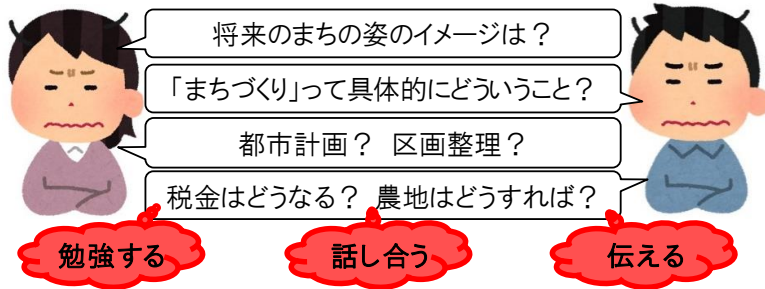 将来のまちの姿のイメージは？
「まちづくり」って具体的にどういうこと？
都市計画？ 区画整理？
税金はどうなる？ 農地はどうすれば？
勉強する
話し合う
伝える